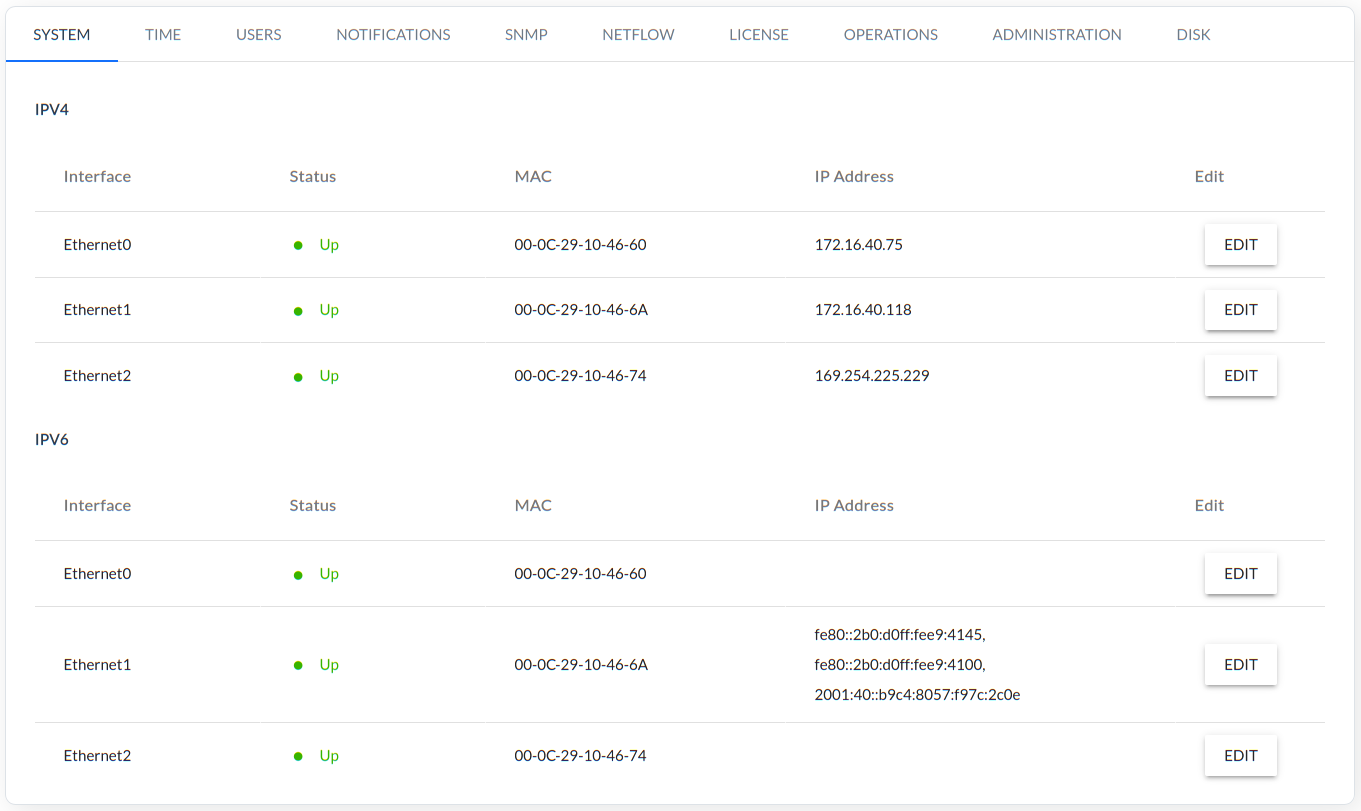 SYSTEM TIME USERS NOTIFICATIONS SNMP NETFLOW LICENSE OPERATIONS ADMINISTRATION DISK
IPV4
Interface Status MAC IP Address Edit
Ethernet0 Up 00-0C-29-10-46-60 172.16.40.75 EDIT
Ethernet1 Up 00-0C-29-10-46-6A 172.16.40.118 EDIT
Ethernet2 Up 00-0C-29-10-46-74 169.254.225.229 EDIT
IPV6
Interface Status MAC IP Address Edit
Ethernet0 Up 00-0C-29-10-46-60 EDIT
fe80::2b0:d0ff:fee9:4145,
Ethernet1 Up 00-0C-29-10-46-6A fe80::2b0:d0ff:fee9:4100, EDIT
2001:40::b9c4:8057:f97c:2c0e
Ethernet2 Up 00-0C-29-10-46-74 EDIT